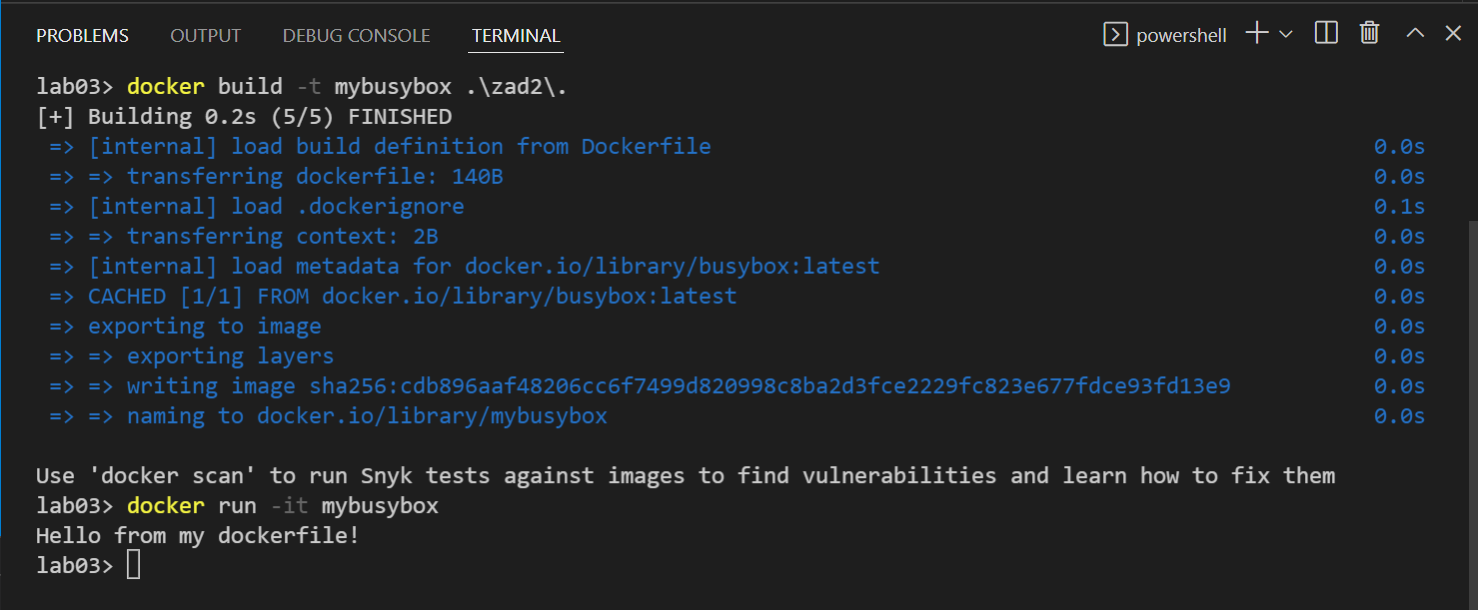 PROBLEMS OUTPUT DEBUG CONSOLE TERMINAL powershell
lab03> docker build -t mybusybox .\zad2\.
[+] Building 0.2s (5/5) FINISHED
=> [internal] load build definition from Dockerfile 0.0s
=> => transferring dockerfile: 140B 0.0s
=> [internal] load .dockerignore 0.1s
=> => transferring context: 2B 0.0s
=> [internal] load metadata for docker.io/library/busybox:latest 0.0s
=> CACHED [1/1] FROM docker.io/library/busybox:latest 0.0s
=> exporting to image 0.0s
=> => exporting layers 0.0s
=> => writing image sha256:cdb896aaf48206cc6f7499d820998c8ba2d3fce2229fc823e677fdce93fd13e9 0.0s
=> => naming to docker.io/library/mybusybox 0.0s
Use 'docker scan' to run Snyk tests against images to find vulnerabilities and learn how to fix them
lab03> docker run -it mybusybox
Hello from my dockerfile!
lab03>